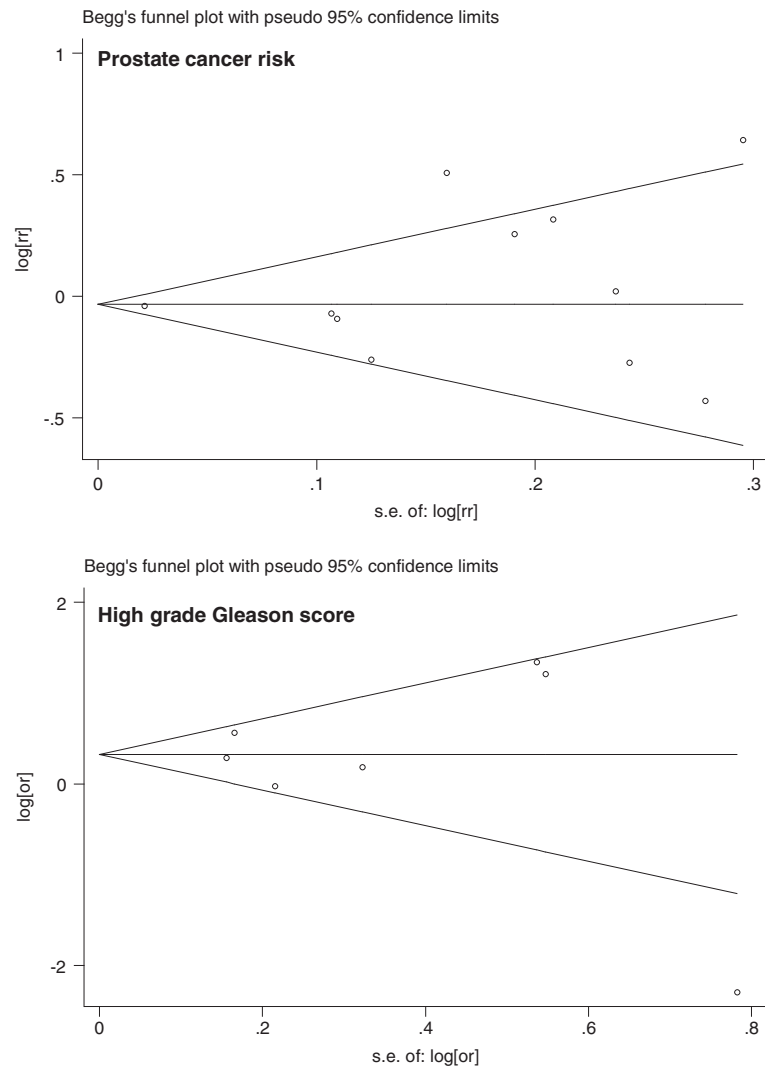 Begg's funnel plot with pseudo 95% confidence limits
Prostate cancer risk
1
.5
0
-.5
log[rr]
0 .1 .2 .3
s.e. of: log[rr]
Begg's funnel plot with pseudo 95% confidence limits
High grade Gleason score
2
0
-2
log[or]
0 .2 .4 .6 .8
s.e. of: log[or]